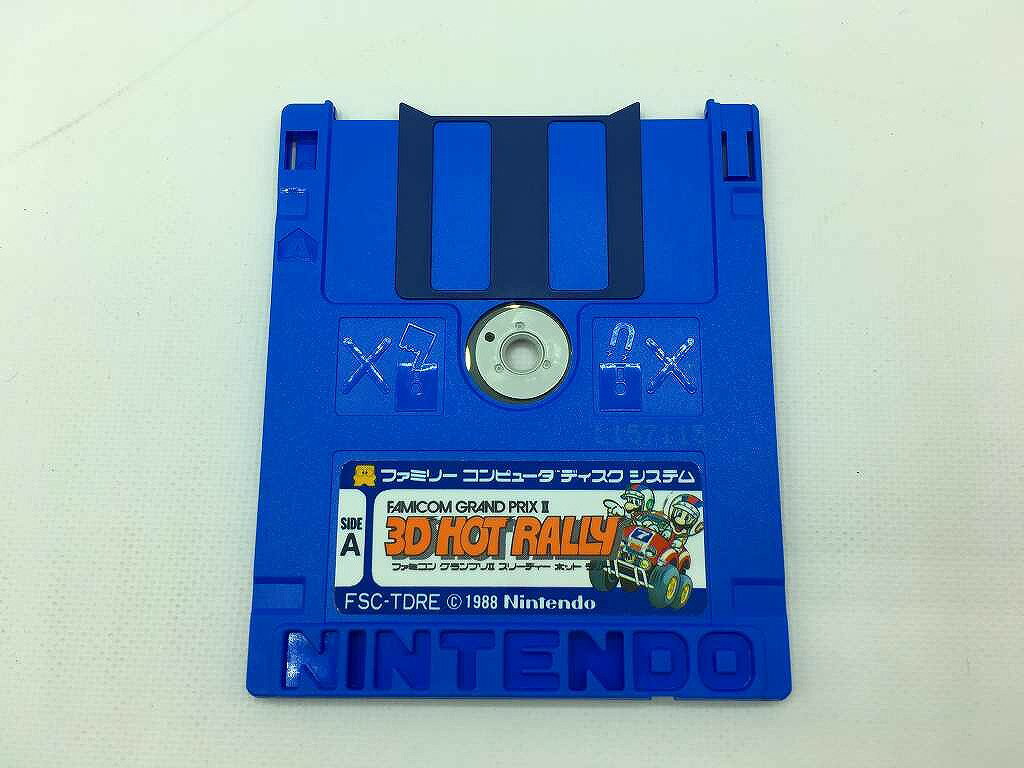 ファミリー コンピュータ ディスク システム
SIDE
A
FAMICOM GRAND PRIX II
3D HOT RALLY
ファミコン グランプリII スリーディー ホット
FSC-TDRE © 1988 Nintendo
NINTENDO